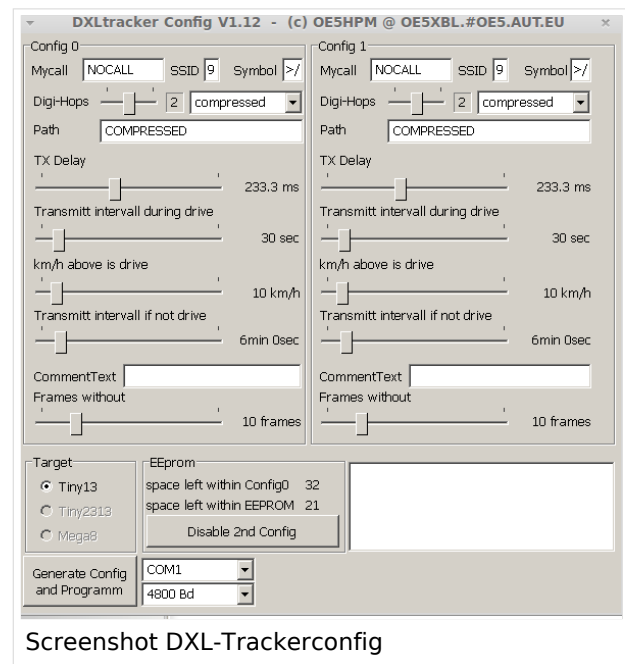 DXLtracker Config V1.12 - (c) OE5HPM @ OE5XBL.#OE5.AUT.EU
Config 0
Mycall NOCALL SSID 9 Symbol >/
Digi-Hops 2 compressed
Path COMPRESSED
TX Delay
233.3 ms
Transmitt intervall during drive
30 sec
km/h above is drive
10 km/h
Transmitt intervall if not drive
6min 0sec
CommentText
Frames without
10 frames
Config 1
Mycall NOCALL SSID 9 Symbol >/
Digi-Hops 2 compressed
Path COMPRESSED
TX Delay
233.3 ms
Transmitt intervall during drive
30 sec
km/h above is drive
10 km/h
Transmitt intervall if not drive
6min 0sec
CommentText
Frames without
10 frames
Target
Tiny13
Tiny2313
Mega8
EEprom
space left within Config0 32
space left within EEPROM 21
Disable 2nd Config
Generate Config
and Programm
COM1
4800 Bd
Screenshot DXL-Trackerconfig